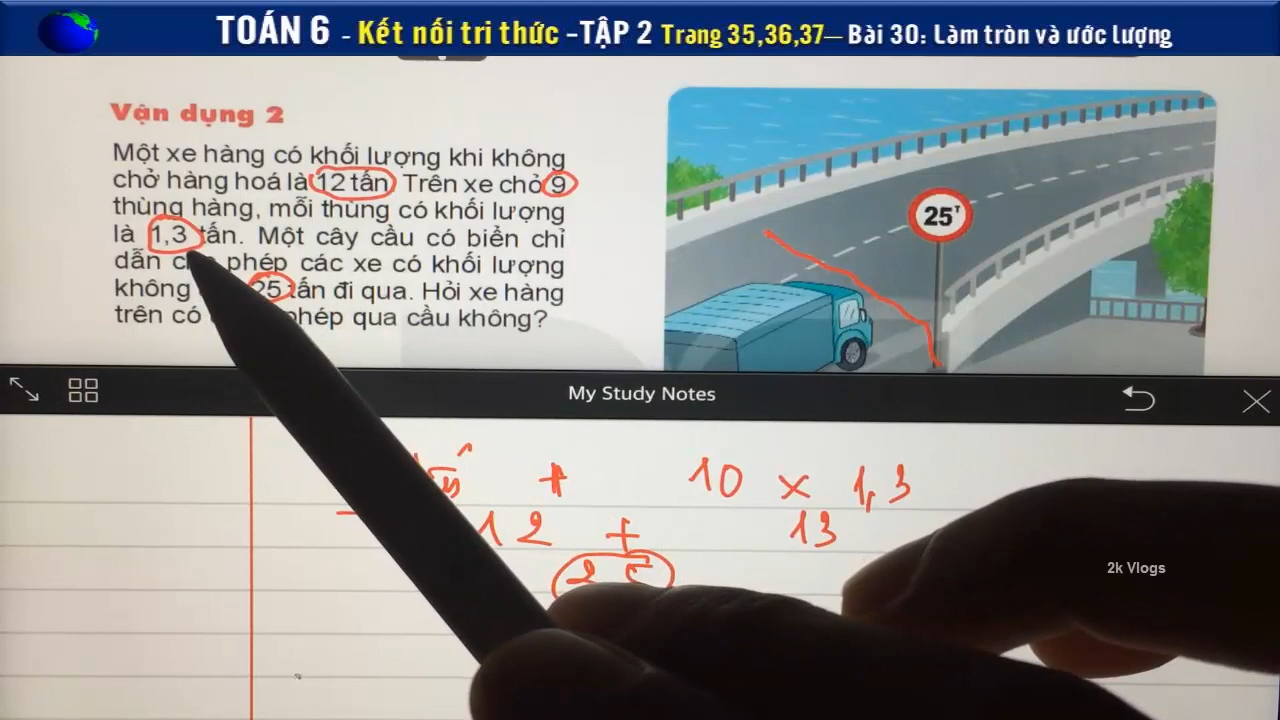 TOÁN 6 - Kết nối tri thức -TẬP 2 Trang 35,36,37— Bài 30: Làm tròn và ước lượng
Vận dụng 2
Một xe hàng có khối lượng khi không
chở hàng hoá là 12 tấn. Trên xe chở 9
thùng hàng, mỗi thùng có khối lượng
là 1,3 tấn. Một cây cầu có biển chỉ
dẫn phép các xe có khối lượng
không 25 tấn đi qua. Hỏi xe hàng
trên có phép qua cầu không?
25T
My Study Notes
+ 10 x 1,3
12 + 13
25
2k Vlogs